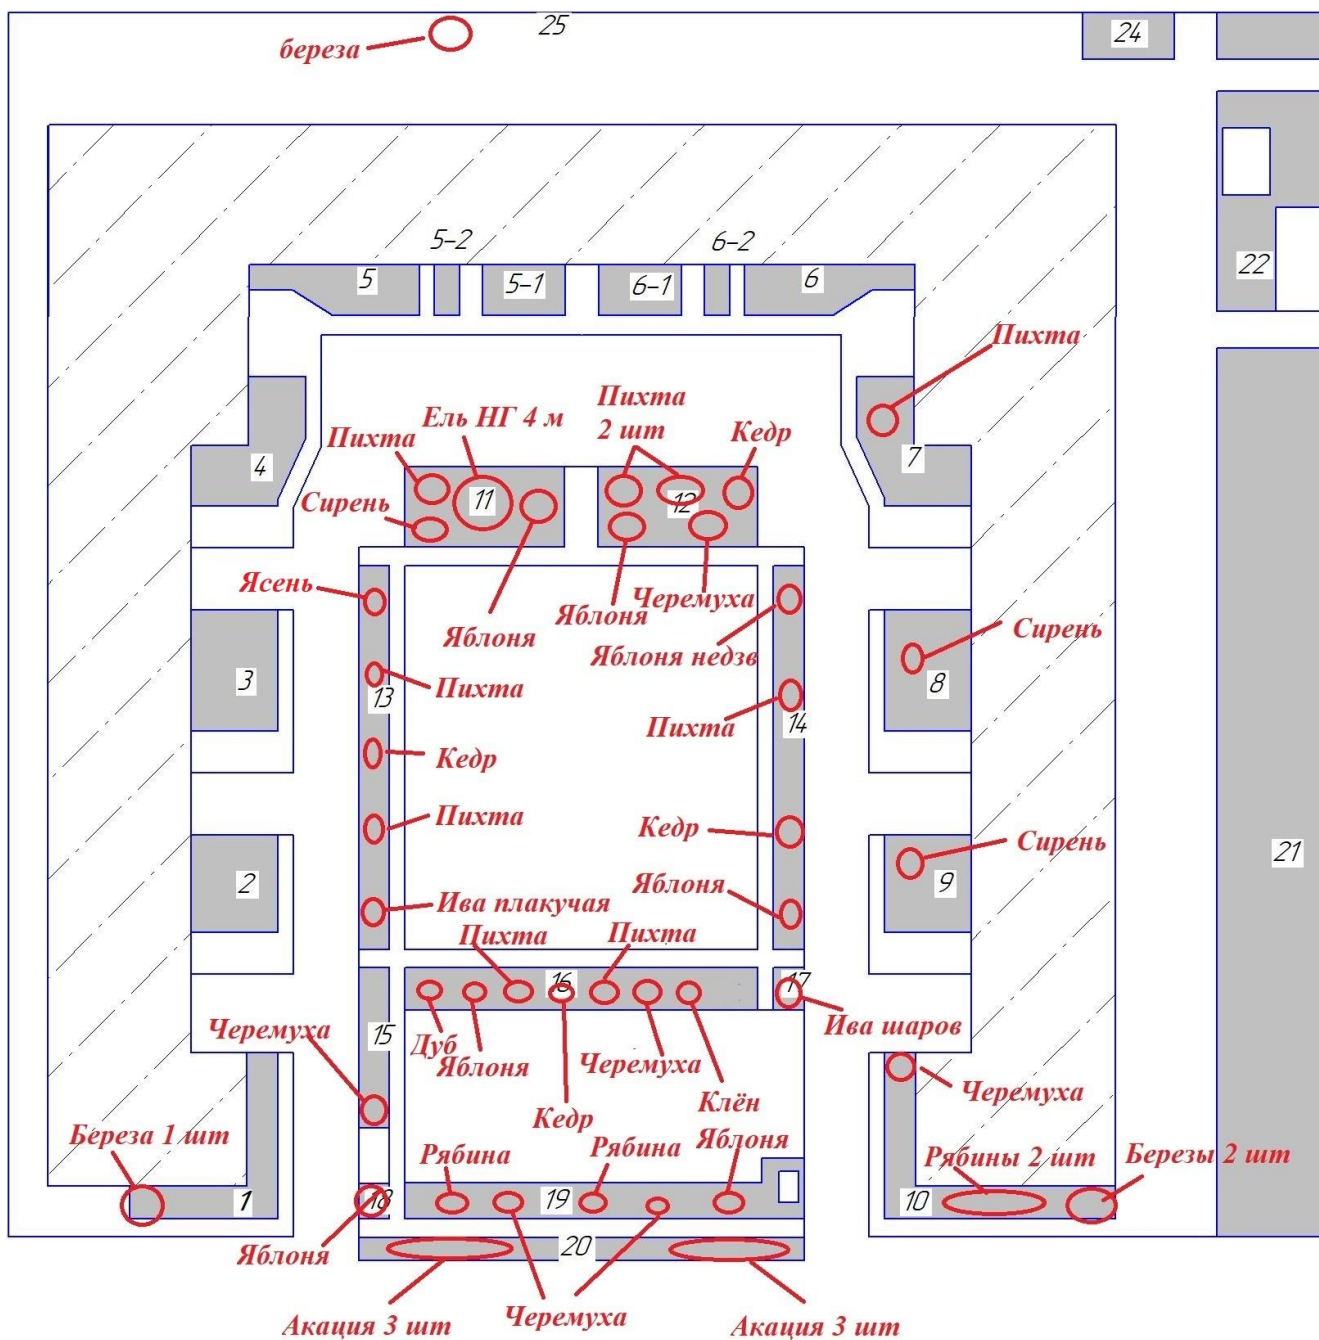 25
24
береза
5-2
6-2
5
5-1
6-1
6
22
Пихта
Ель НГ 4 м
Пихта
2 шт
Кедр
Пихта
4
7
11
12
Сирень
Ясень
Яблоня
Яблоня
Черемуха
Сирень
Яблоня недзв
3
8
Пихта
13
14
Пихта
Кедр
Пихта
Кедр
Сирень
21
2
9
Яблоня
Ива плакучая
Пихта
Пихта
16
17
Ива шаров
Черемуха
15
Дуб
Яблоня
Черемуха
Черемуха
Клён
Кедр
Береза 1 шт
Яблоня
Рябина
Рябина
Рябины 2 шт
Березы 2 шт
1
18
19
10
Яблоня
20
Акация 3 шт
Черемуха
Акация 3 шт